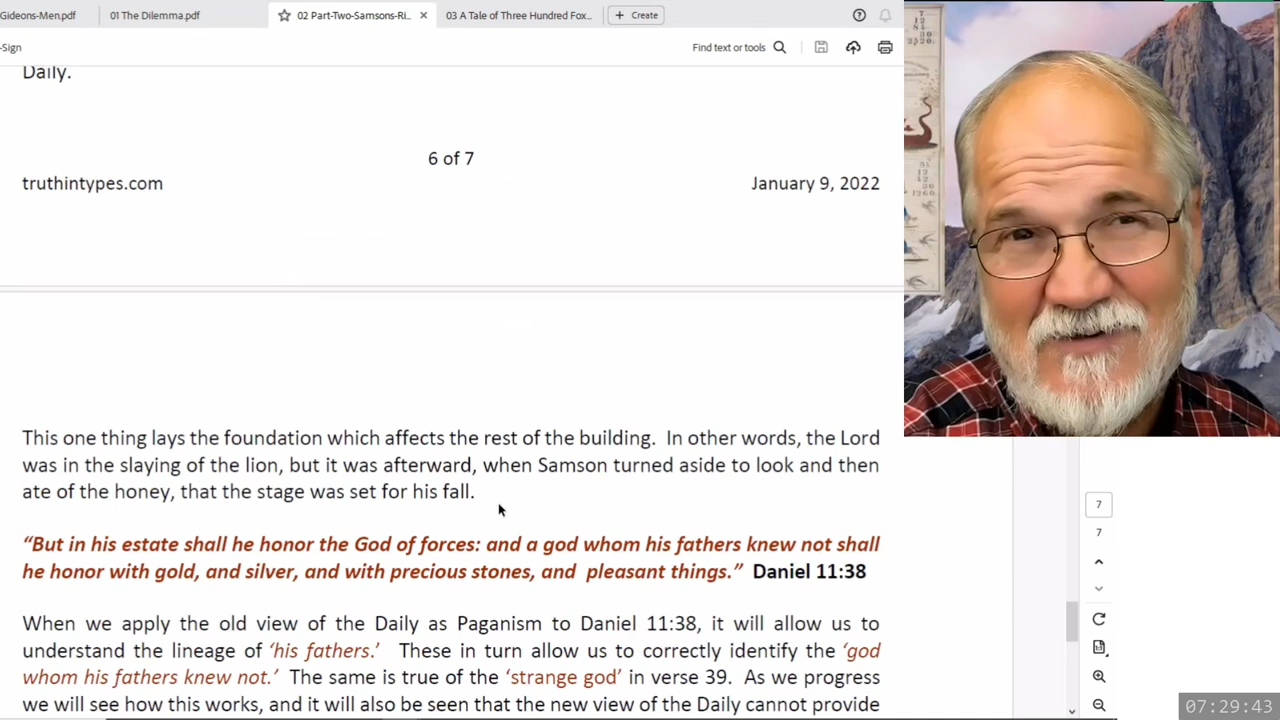 Gideons-Men.pdf
01 The Dilemma.pdf
02 Part-Two-Samsons-Ri...
03 A Tale of Three Hundred Fox...
Create
-Sign
Find text or tools
Daily.
6 of 7
truthintypes.com
January 9, 2022
This one thing lays the foundation which affects the rest of the building. In other words, the Lord
was in the slaying of the lion, but it was afterward, when Samson turned aside to look and then
ate of the honey, that the stage was set for his fall.
“But in his estate shall he honor the God of forces: and a god whom his fathers knew not shall
he honor with gold, and silver, and with precious stones, and pleasant things.” Daniel 11:38
When we apply the old view of the Daily as Paganism to Daniel 11:38, it will allow us to
understand the lineage of ‘his fathers.’ These in turn allow us to correctly identify the ‘god
whom his fathers knew not.’ The same is true of the ‘strange god’ in verse 39. As we progress
we will see how this works, and it will also be seen that the new view of the Daily cannot provide
7
7
07:29:43